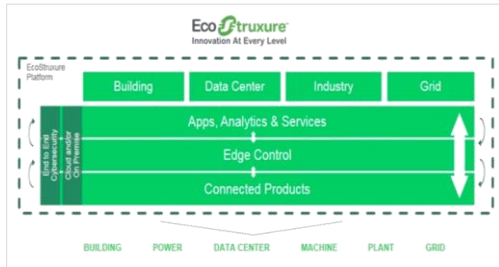 EcoStruxure
Innovation At Every Level
EcoStruxure
Platform
Building
Data Center
Industry
Grid
End to End
Cybersecurity
Cloud and/or
On Premise
Apps, Analytics & Services
Edge Control
Connected Products
BUILDING
POWER
DATA CENTER
MACHINE
PLANT
GRID